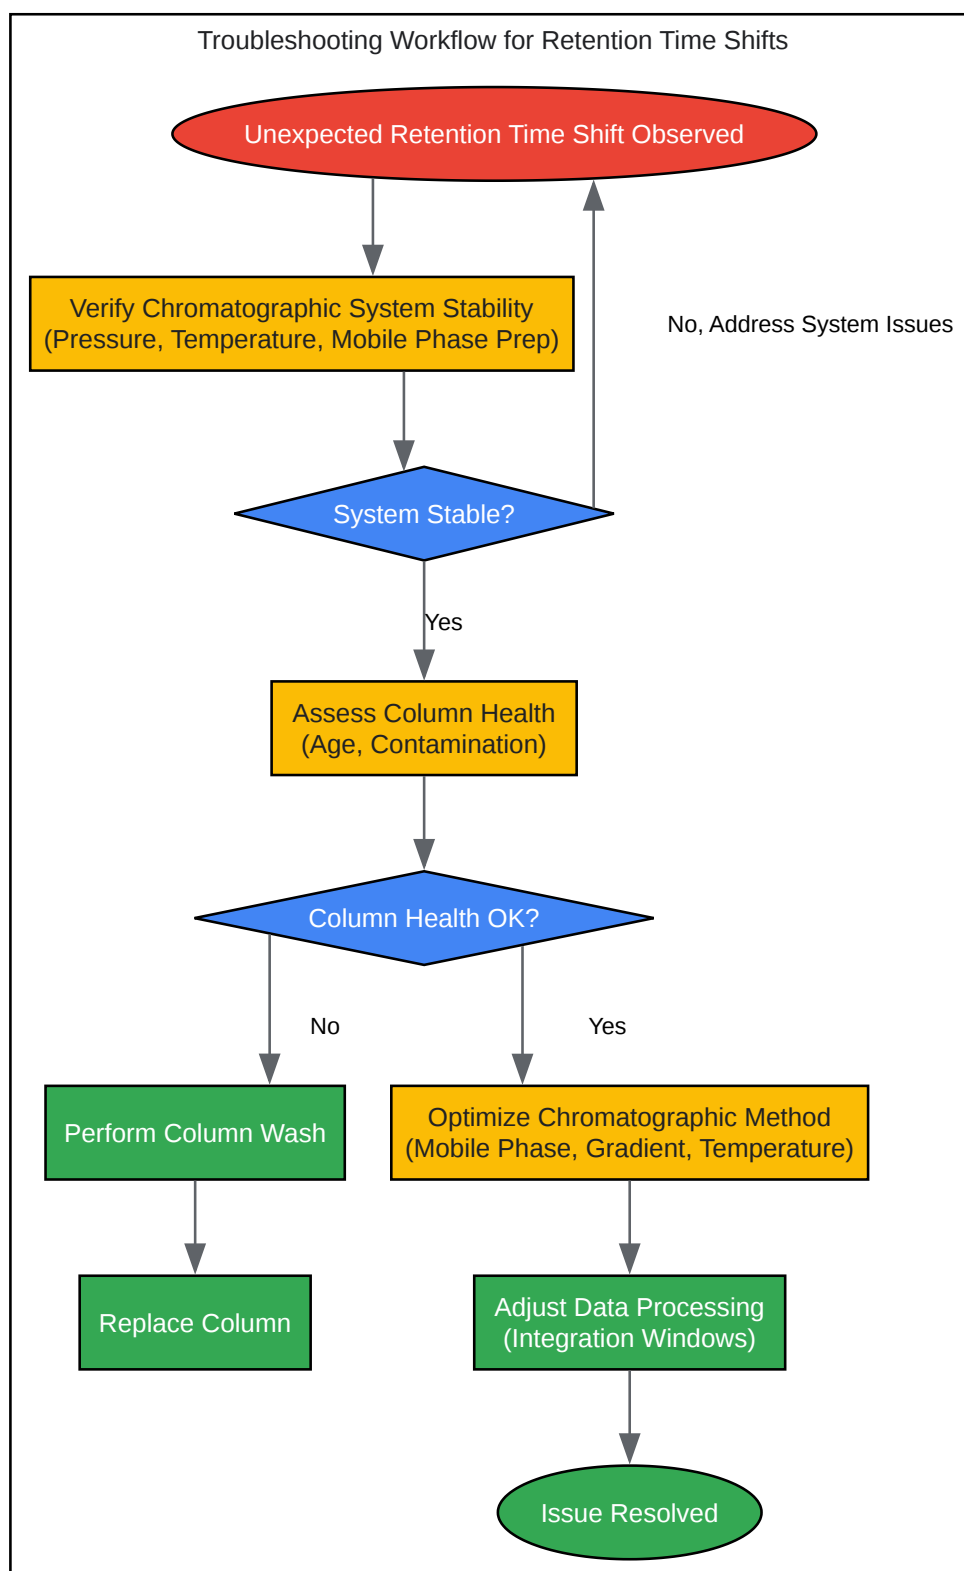 Troubleshooting Workflow for Retention Time Shifts
Unexpected Retention Time Shift Observed
Verify Chromatographic System Stability
(Pressure, Temperature, Mobile Phase Prep)
No, Address System Issues
System Stable?
Yes
Assess Column Health
(Age, Contamination)
Column Health OK?
No
Yes
Perform Column Wash
Optimize Chromatographic Method
(Mobile Phase, Gradient, Temperature)
Replace Column
Adjust Data Processing
(Integration Windows)
Issue Resolved